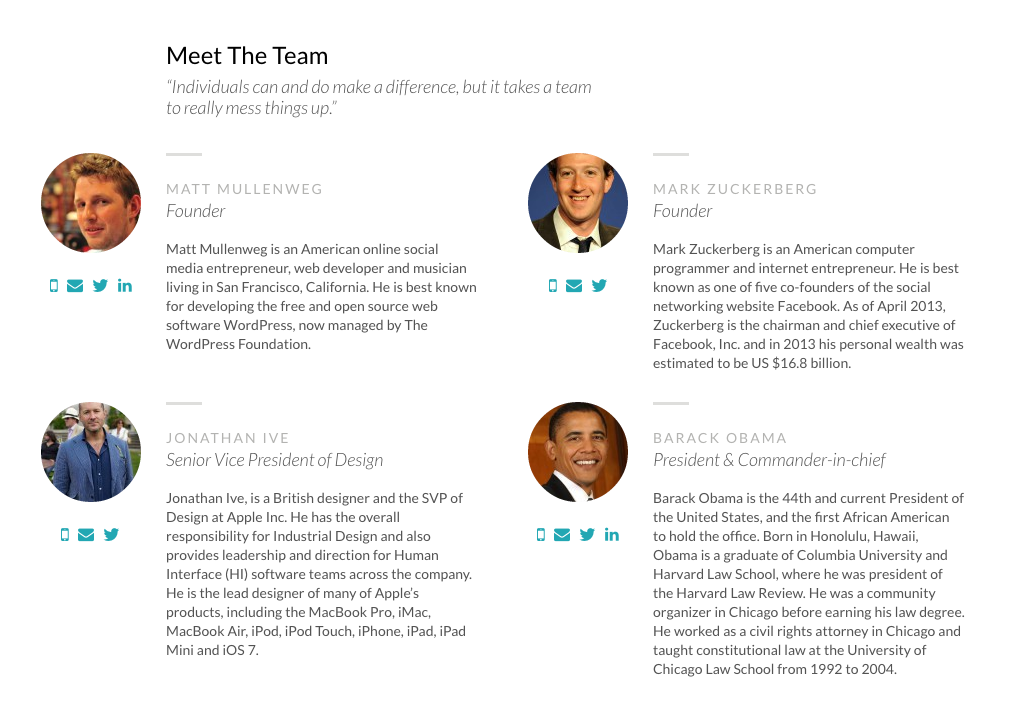 Meet The Team
“Individuals can and do make a difference, but it takes a team
to really mess things up.”
MATT MULLENWEG
Founder
Matt Mullenweg is an American online social
media entrepreneur, web developer and musician
living in San Francisco, California. He is best known
for developing the free and open source web
software WordPress, now managed by The
WordPress Foundation.
MARK ZUCKERBERG
Founder
Mark Zuckerberg is an American computer
programmer and internet entrepreneur. He is best
known as one of five co-founders of the social
networking website Facebook. As of April 2013,
Zuckerberg is the chairman and chief executive of
Facebook, Inc. and in 2013 his personal wealth was
estimated to be US $16.8 billion.
JONATHAN IVE
Senior Vice President of Design
Jonathan Ive, is a British designer and the SVP of
Design at Apple Inc. He has the overall
responsibility for Industrial Design and also
provides leadership and direction for Human
Interface (HI) software teams across the company.
He is the lead designer of many of Apple’s
products, including the MacBook Pro, iMac,
MacBook Air, iPod, iPod Touch, iPhone, iPad, iPad
Mini and iOS 7.
BARACK OBAMA
President & Commander-in-chief
Barack Obama is the 44th and current President of
the United States, and the first African American
to hold the office. Born in Honolulu, Hawaii,
Obama is a graduate of Columbia University and
Harvard Law School, where he was president of
the Harvard Law Review. He was a community
organizer in Chicago before earning his law degree.
He worked as a civil rights attorney in Chicago and
taught constitutional law at the University of
Chicago Law School from 1992 to 2004.